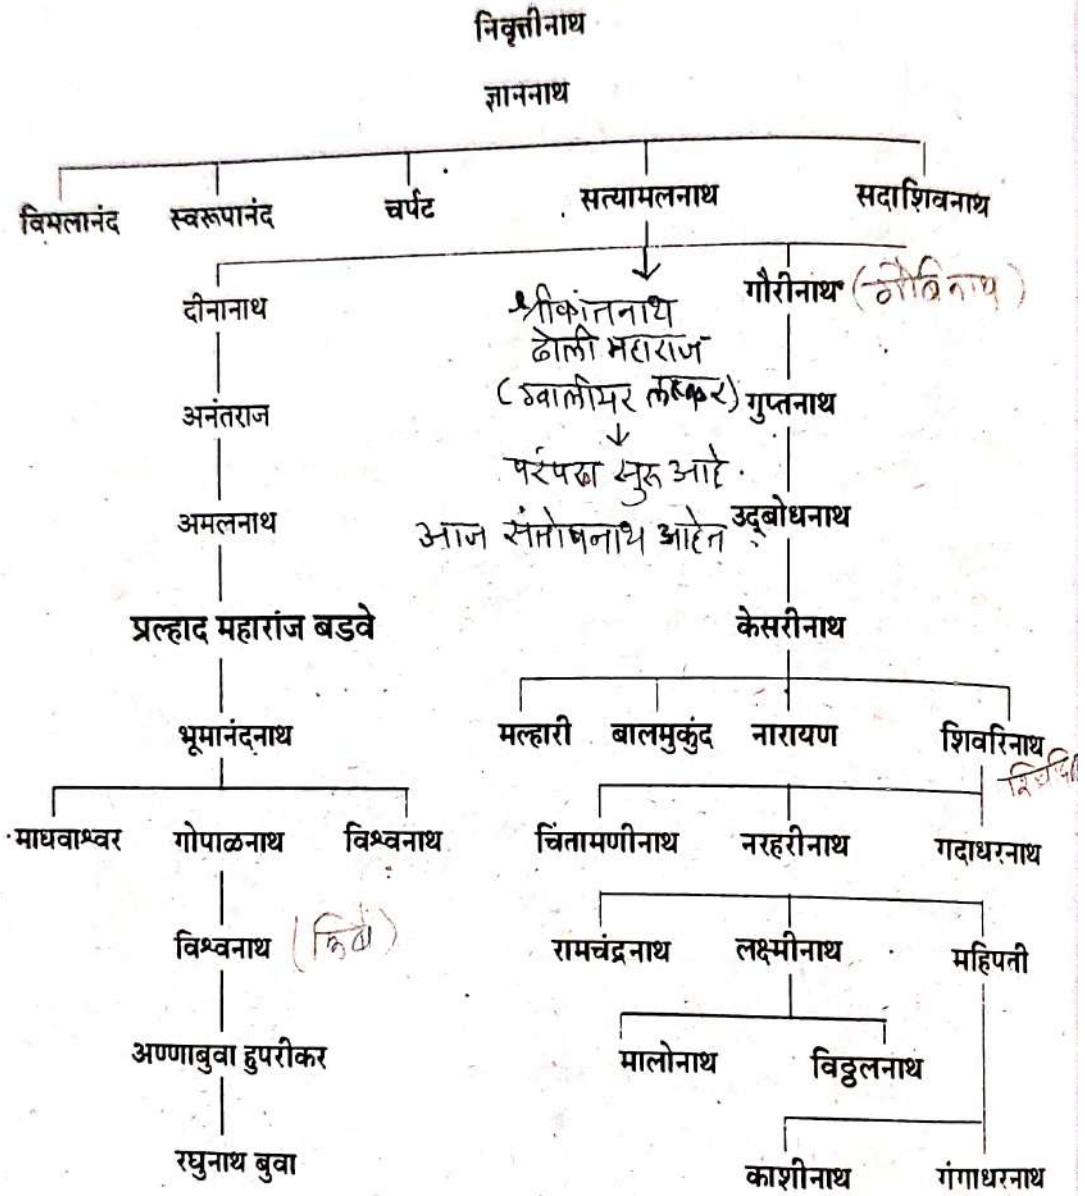 निवृत्तीनाथ
ज्ञाननाथ
विमलानंद स्वरूपानंद चर्पट सत्यामलनाथ सदाशिवनाथ
दीनानाथ श्रीकांतनाथ गौरीनाथ
ढोली महाराज
(ग्वालीयर लष्कर)
अनंतराज गुप्तनाथ
परंपरा सुरू आहे.
अमलनाथ आज संतोषनाथ आहेत उद्‌बोधनाथ
प्रल्हाद महारांज बडवे केसरीनाथ
भूमानंदनाथ मल्हारी बालमुकुंद नारायण शिवरिनाथ
माधवाश्वर गोपाळनाथ विश्वनाथ चिंतामणीनाथ नरहरीनाथ गदाधरनाथ
विश्वनाथ रामचंद्रनाथ लक्ष्मीनाथ महिपती
अण्णाबुवा हुपरीकर मालोनाथ विठ्ठलनाथ
रघुनाथ बुवा काशीनाथ गंगाधरनाथ